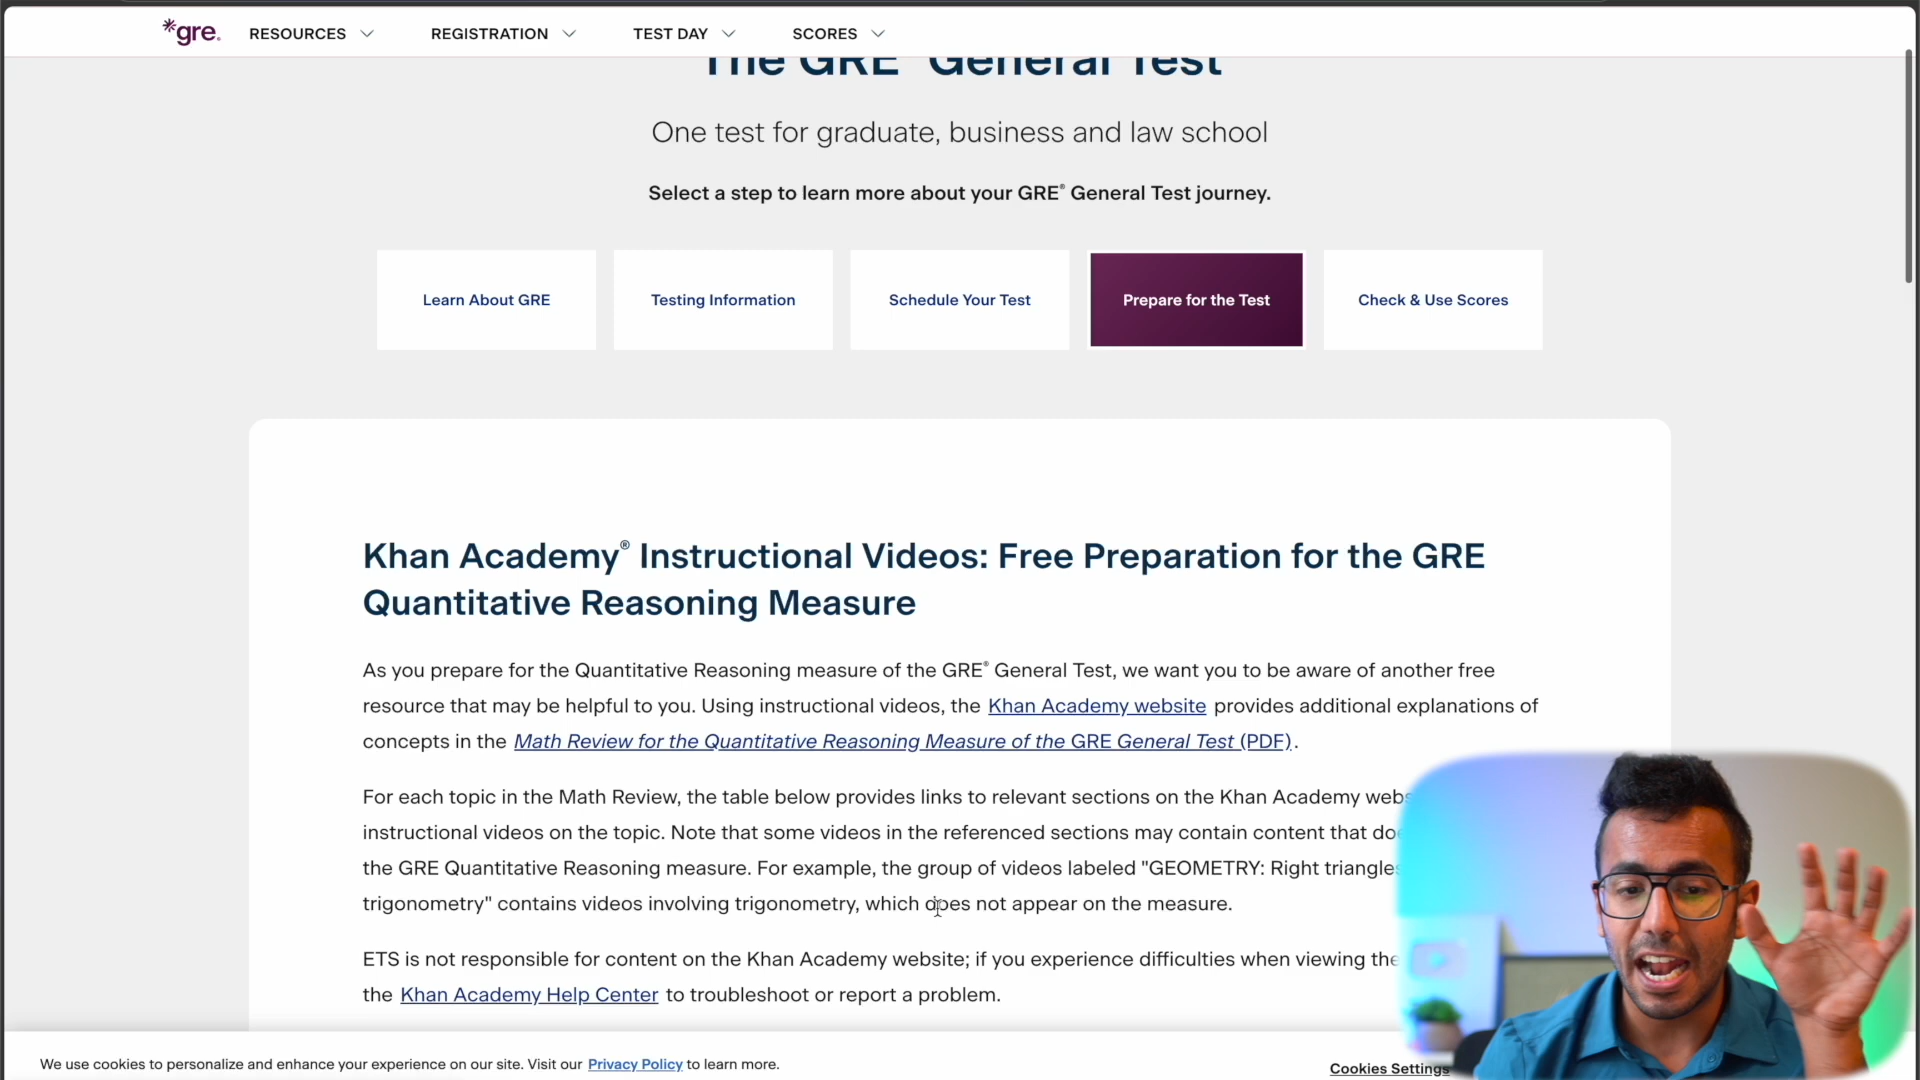 *gre.
RESOURCES
REGISTRATION
TEST DAY
SCORES
The GRE® General Test
One test for graduate, business and law school
Select a step to learn more about your GRE® General Test journey.
Learn About GRE
Testing Information
Schedule Your Test
Prepare for the Test
Check & Use Scores
Khan Academy® Instructional Videos: Free Preparation for the GRE
Quantitative Reasoning Measure
As you prepare for the Quantitative Reasoning measure of the GRE® General Test, we want you to be aware of another free
resource that may be helpful to you. Using instructional videos, the Khan Academy website provides additional explanations of
concepts in the Math Review for the Quantitative Reasoning Measure of the GRE General Test (PDF).
For each topic in the Math Review, the table below provides links to relevant sections on the Khan Academy
instructional videos on the topic. Note that some videos in the referenced sections may contain content that
the GRE Quantitative Reasoning measure. For example, the group of videos labeled "GEOMETRY: Right triangles
trigonometry" contains videos involving trigonometry, which does not appear on the measure.
ETS is not responsible for content on the Khan Academy website; if you experience difficulties when viewing the
the Khan Academy Help Center to troubleshoot or report a problem.
We use cookies to personalize and enhance your experience on our site. Visit our Privacy Policy to learn more.
Cookies Settings